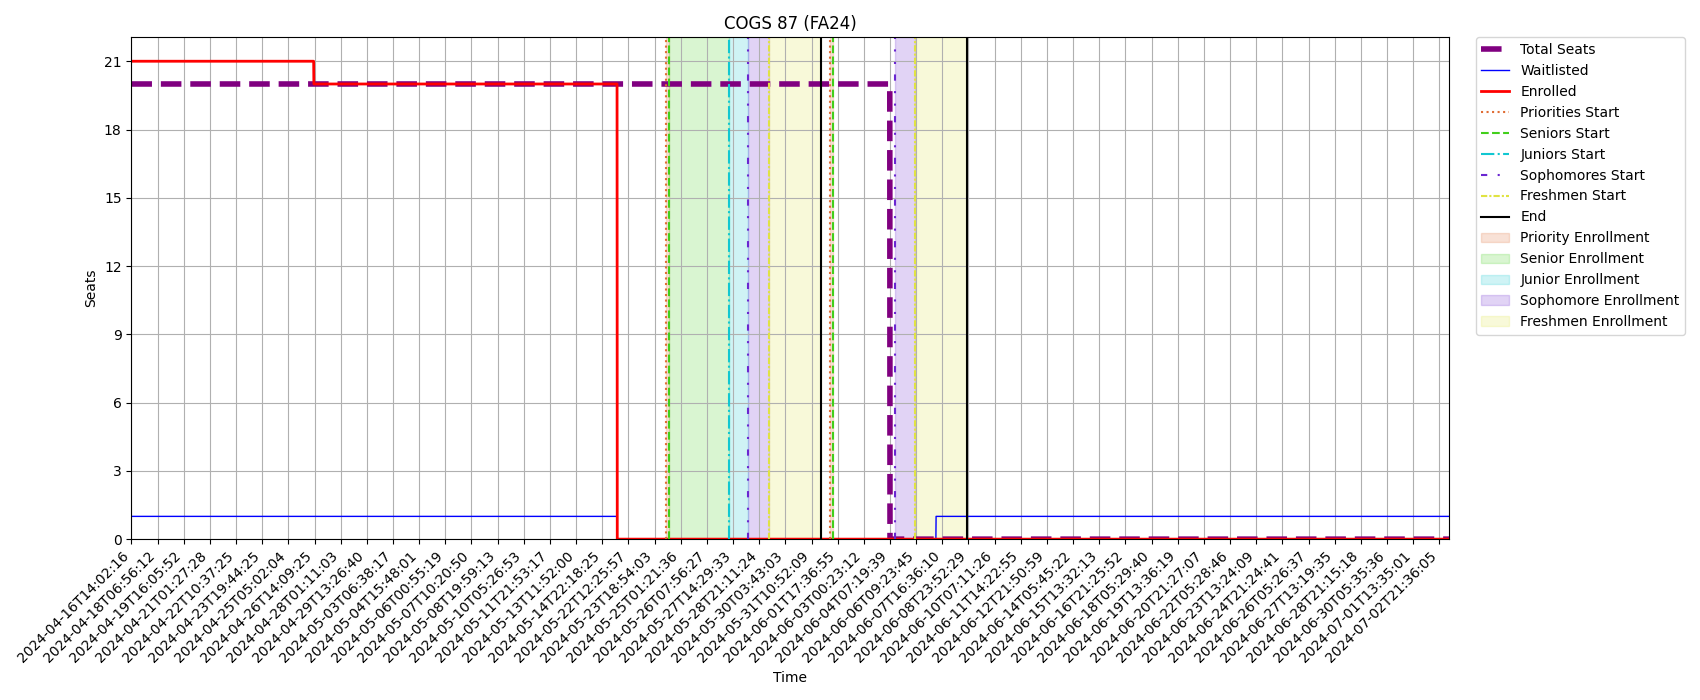 COGS 87 (FA24)
Seats
21
18
15
12
9
6
3
0
2024-04-16T14:02:16
2024-04-18T06:56:12
2024-04-19T16:05:52
2024-04-21T01:27:28
2024-04-22T10:37:25
2024-04-23T19:44:25
2024-04-25T05:02:04
2024-04-26T14:09:25
2024-04-28T01:11:03
2024-04-29T13:26:40
2024-05-03T06:38:17
2024-05-04T15:48:01
2024-05-06T00:55:19
2024-05-07T10:20:50
2024-05-08T19:59:13
2024-05-10T05:26:53
2024-05-11T21:53:17
2024-05-13T11:52:00
2024-05-14T22:18:25
2024-05-22T12:25:57
2024-05-23T18:54:03
2024-05-25T01:21:36
2024-05-26T07:56:27
2024-05-27T14:29:33
2024-05-28T21:11:24
2024-05-30T03:43:03
2024-05-31T10:52:09
2024-06-01T17:36:55
2024-06-03T00:23:12
2024-06-04T07:19:39
2024-06-06T09:23:45
2024-06-07T16:36:10
2024-06-08T23:52:29
2024-06-10T07:11:26
2024-06-11T14:22:55
2024-06-12T21:50:59
2024-06-14T05:45:22
2024-06-15T13:32:13
2024-06-16T21:25:52
2024-06-18T05:29:40
2024-06-19T13:36:19
2024-06-20T21:27:07
2024-06-22T05:28:46
2024-06-23T13:24:09
2024-06-24T21:24:41
2024-06-26T05:26:37
2024-06-27T13:19:35
2024-06-28T21:15:18
2024-06-30T05:35:36
2024-07-01T13:35:01
2024-07-02T21:36:05
Time
Total Seats
Waitlisted
Enrolled
Priorities Start
Seniors Start
Juniors Start
Sophomores Start
Freshmen Start
End
Priority Enrollment
Senior Enrollment
Junior Enrollment
Sophomore Enrollment
Freshmen Enrollment